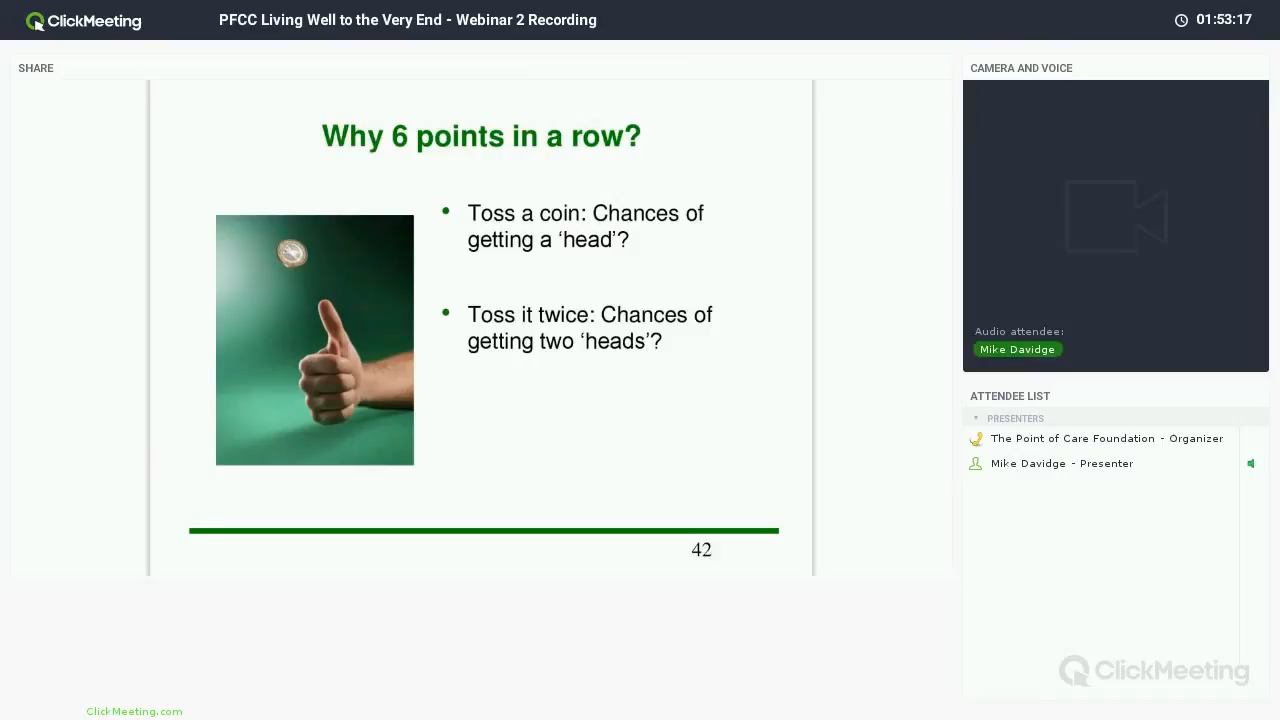 ClickMeeting
PFCC Living Well to the Very End - Webinar 2 Recording
01:53:17
SHARE
Why 6 points in a row?
• Toss a coin: Chances of
getting a ‘head’?
• Toss it twice: Chances of
getting two ‘heads’?
42
CAMERA AND VOICE
Audio attendee:
Mike Davidge
ATTENDEE LIST
PRESENTERS
The Point of Care Foundation - Organizer
Mike Davidge - Presenter
ClickMeeting
ClickMeeting.com